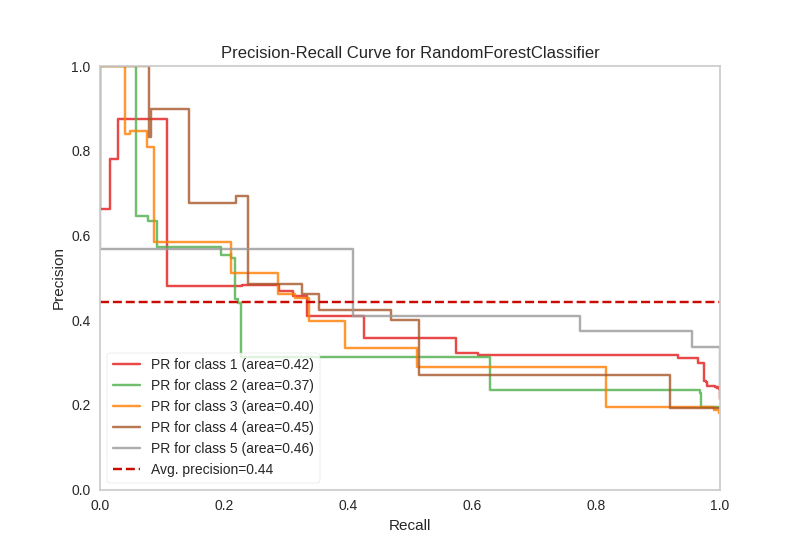 Precision-Recall Curve for RandomForestClassifier
1.0
0.8
0.6
0.4
0.2
0.0
Precision
PR for class 1 (area=0.42)
PR for class 2 (area=0.37)
PR for class 3 (area=0.40)
PR for class 4 (area=0.45)
PR for class 5 (area=0.46)
Avg. precision=0.44
0.0 0.2 0.4 0.6 0.8 1.0
Recall